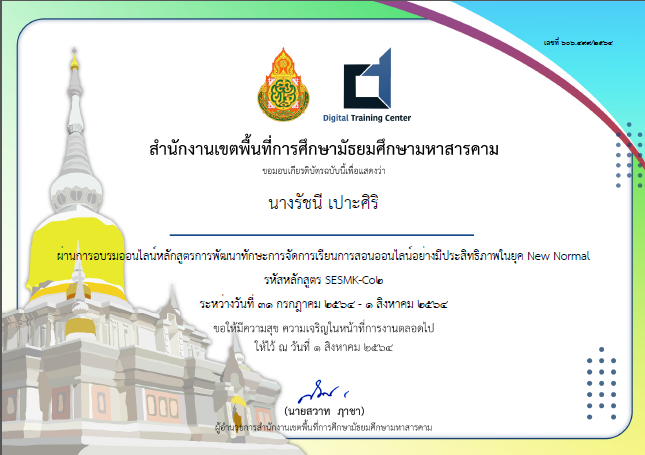 เลขที่ ๖๐๖.๔๙๙/๒๕๖๔
Digital Training Center
สำนักงานเขตพื้นที่การศึกษามัธยมศึกษามหาสารคาม
ขอมอบเกียรติบัตรฉบับนี้เพื่อแสดงว่า
นางรัชนี เปาะศิริ
ผ่านการอบรมออนไลน์หลักสูตรการพัฒนาทักษะการจัดการเรียนการสอนออนไลน์อย่างมีประสิทธิภาพในยุค New Normal
รหัสหลักสูตร SESMK-Co๒
ระหว่างวันที่ ๓๑ กรกฎาคม ๒๕๖๔ - ๑ สิงหาคม ๒๕๖๔
ขอให้มีความสุข ความเจริญในหน้าที่การงานตลอดไป
ให้ไว้ ณ วันที่ ๑ สิงหาคม ๒๕๖๔
(นายสวาท ฦาชา)
ผู้อำนวยการสำนักงานเขตพื้นที่การศึกษามัธยมศึกษามหาสารคาม